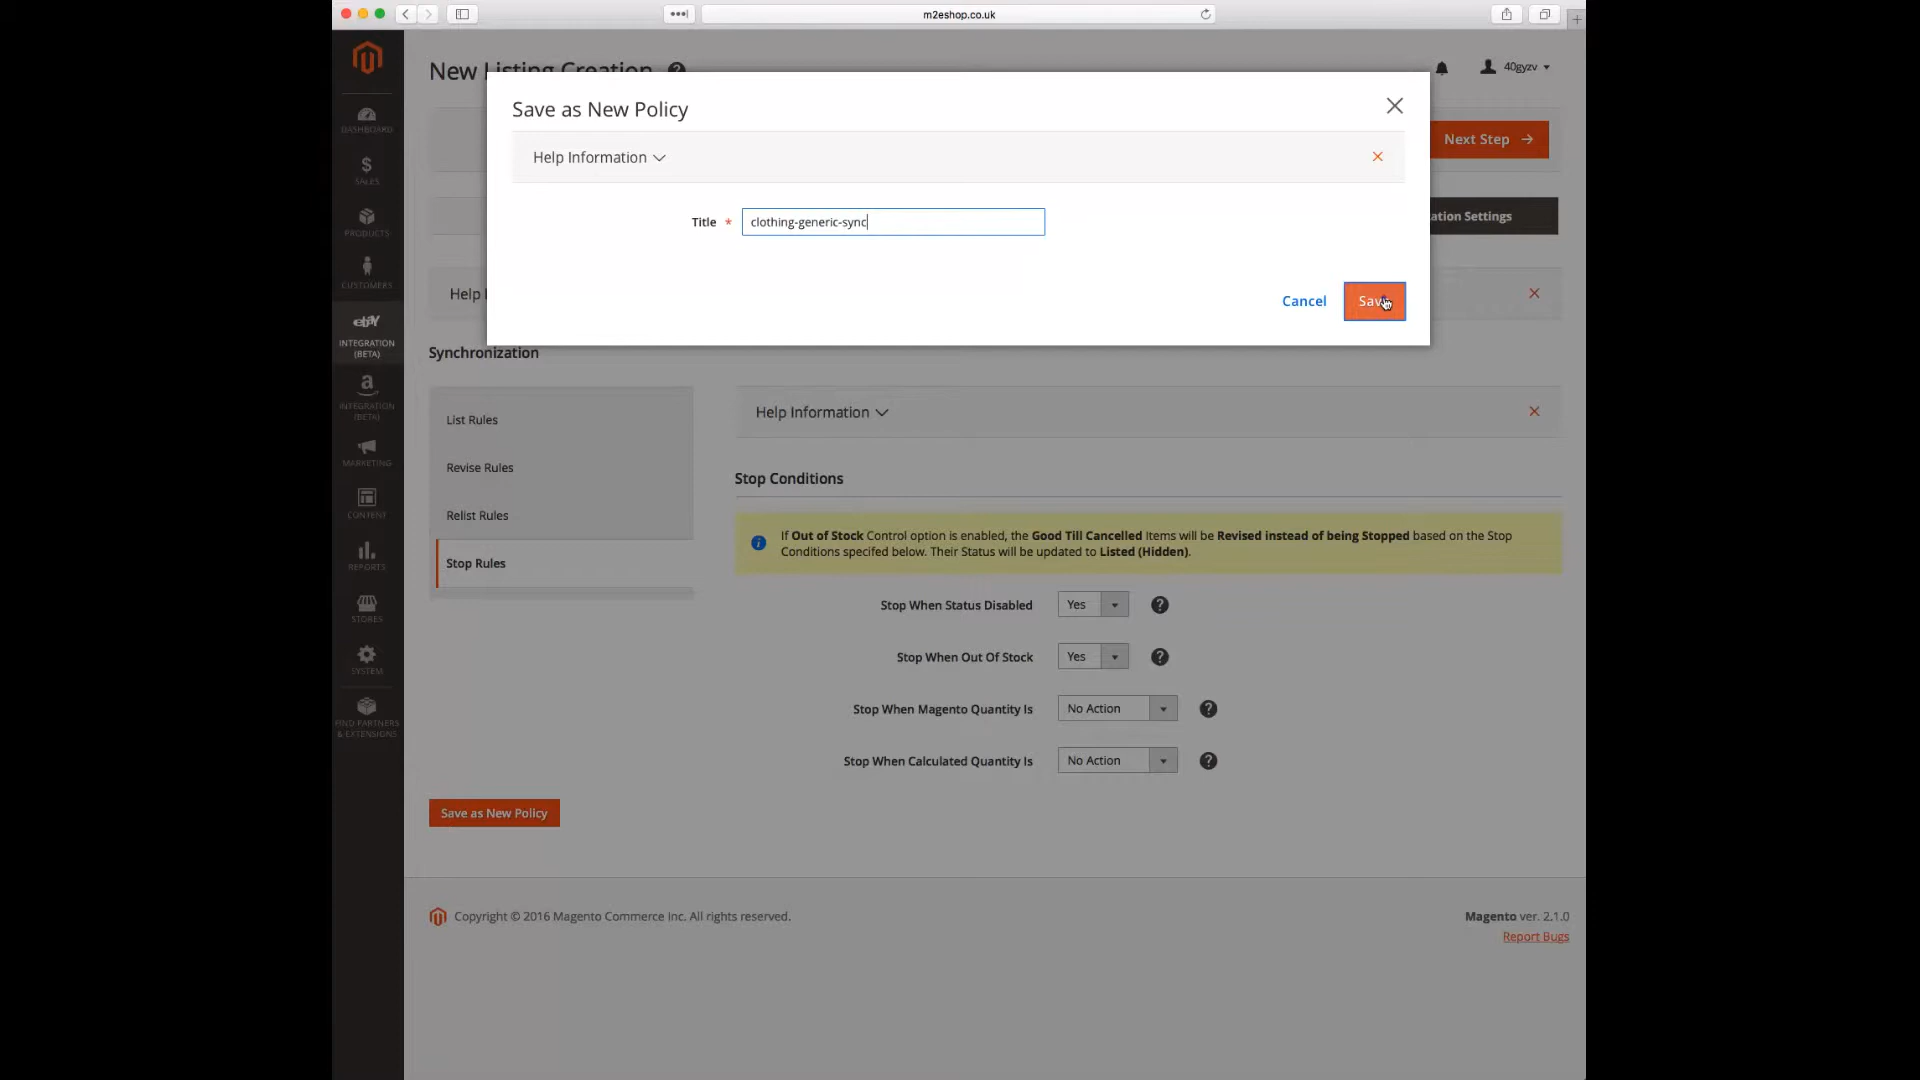 m2eshop.co.uk
New Listing Creation
40gyzv
Save as New Policy
Help Information
Next Step
Title *
clothing-generic-sync
ation Settings
Cancel
Save
Help I
DASHBOARD
$
SALES
PRODUCTS
CUSTOMERS
ebay
INTEGRATION
(BETA)
a
INTEGRATION
(BETA)
MARKETING
CONTENT
REPORTS
STORES
SYSTEM
FIND PARTNERS
& EXTENSIONS
Synchronization
List Rules
Revise Rules
Relist Rules
Stop Rules
Help Information
Stop Conditions
If Out of Stock Control option is enabled, the Good Till Cancelled Items will be Revised instead of being Stopped based on the Stop
Conditions specifed below. Their Status will be updated to Listed (Hidden).
Stop When Status Disabled Yes
Stop When Out Of Stock Yes
Stop When Magento Quantity Is No Action
Stop When Calculated Quantity Is No Action
Save as New Policy
Copyright © 2016 Magento Commerce Inc. All rights reserved.
Magento ver. 2.1.0
Report Bugs